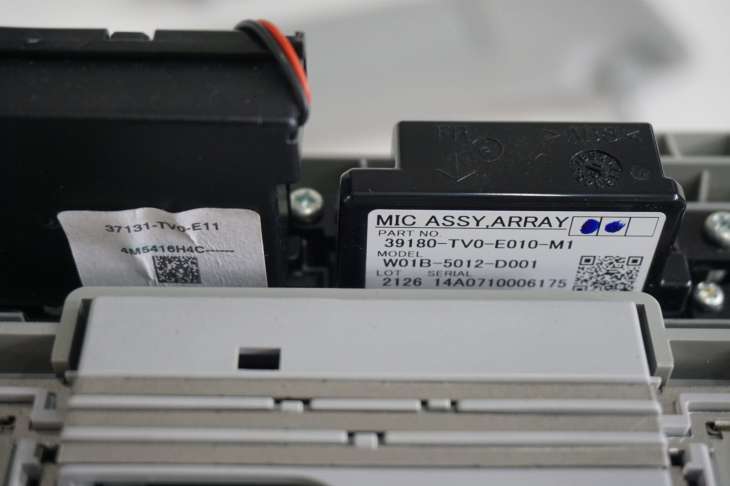 37131-TV0-E11
4M5416H4C------
>ABS<
MIC ASSY,ARRAY
PART NO.
39180-TV0-E010-M1
MODEL
W01B-5012-D001
LOT SERIAL
2126 14A0710006175